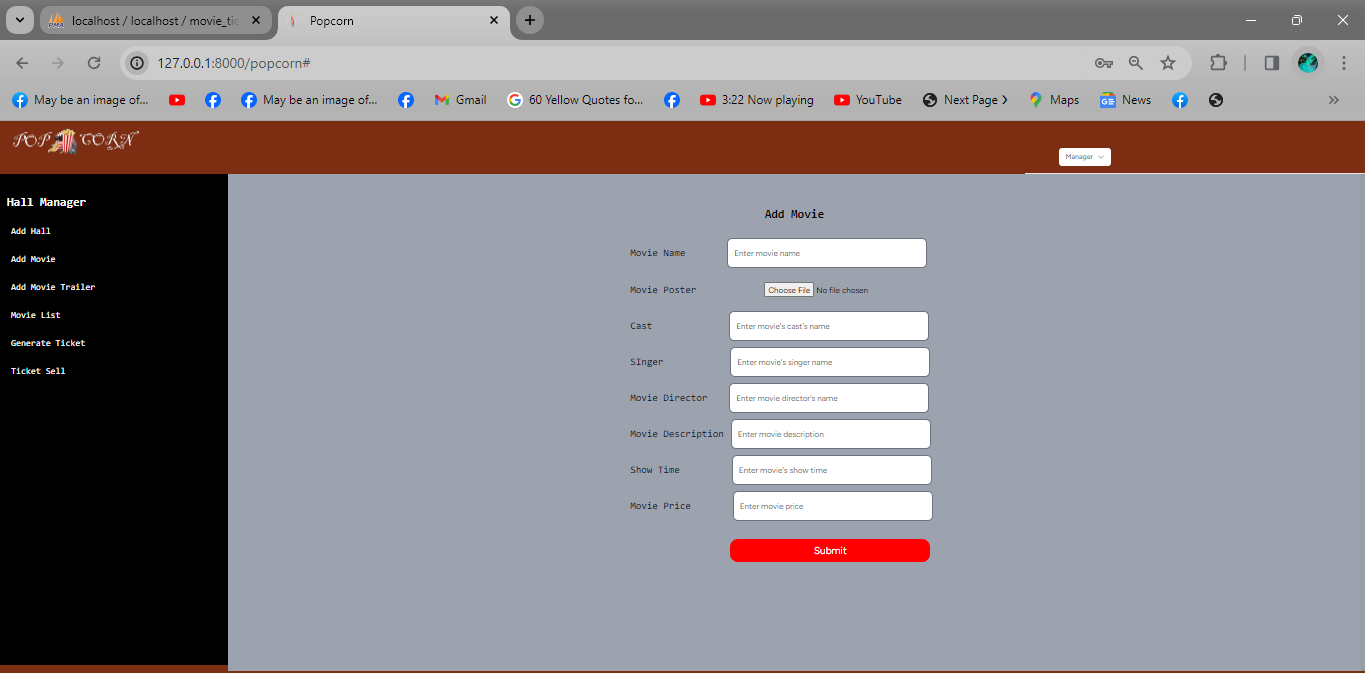 localhost / localhost / movie_tic
Popcorn
127.0.0.1:8000/popcorn#
May be an image of...
May be an image of...
Gmail
60 Yellow Quotes fo...
3:22 Now playing
YouTube
Next Page
Maps
News
POP CORN
Manager
Hall Manager
Add Hall
Add Movie
Add Movie Trailer
Movie List
Generate Ticket
Ticket Sell
Add Movie
Movie Name Enter movie name
Movie Poster Choose File No file chosen
Cast Enter movie's cast's name
SInger Enter movie's singer name
Movie Director Enter movie director's name
Movie Description Enter movie description
Show Time Enter movie's show time
Movie Price Enter movie price
Submit